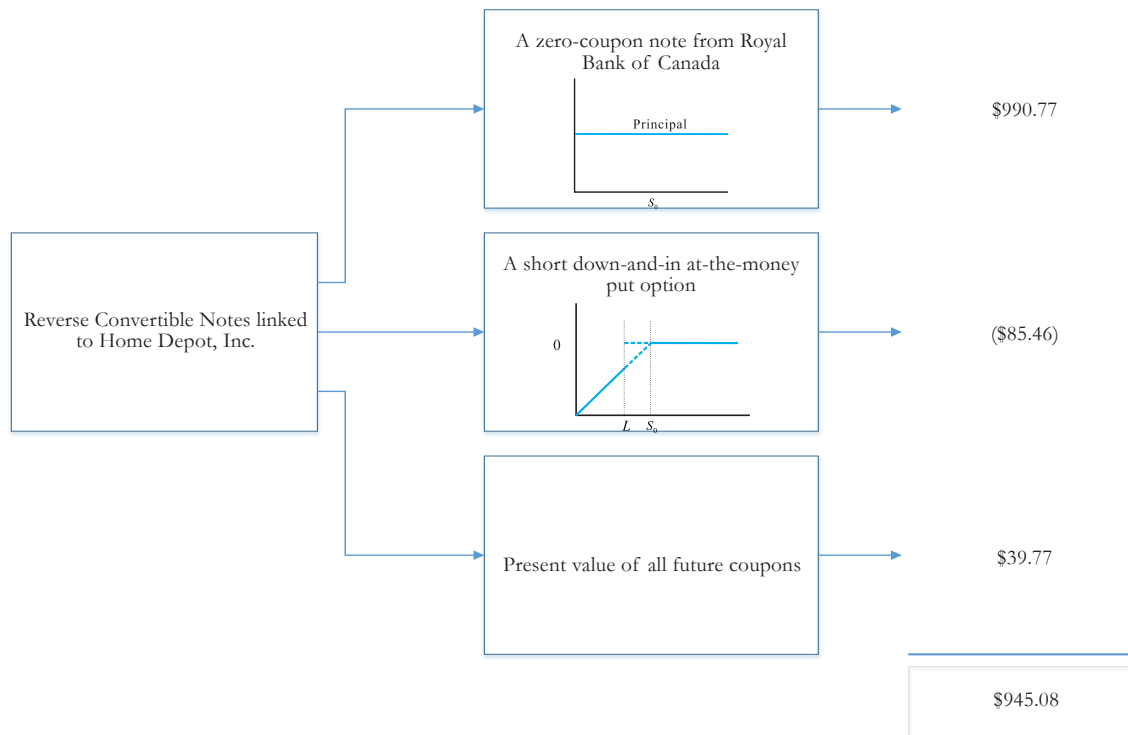 A zero-coupon note from Royal
Bank of Canada
Principal
S₀
$990.77
Reverse Convertible Notes linked
to Home Depot, Inc.
A short down-and-in at-the-money
put option
0
L
S₀
($85.46)
Present value of all future coupons
$39.77
$945.08